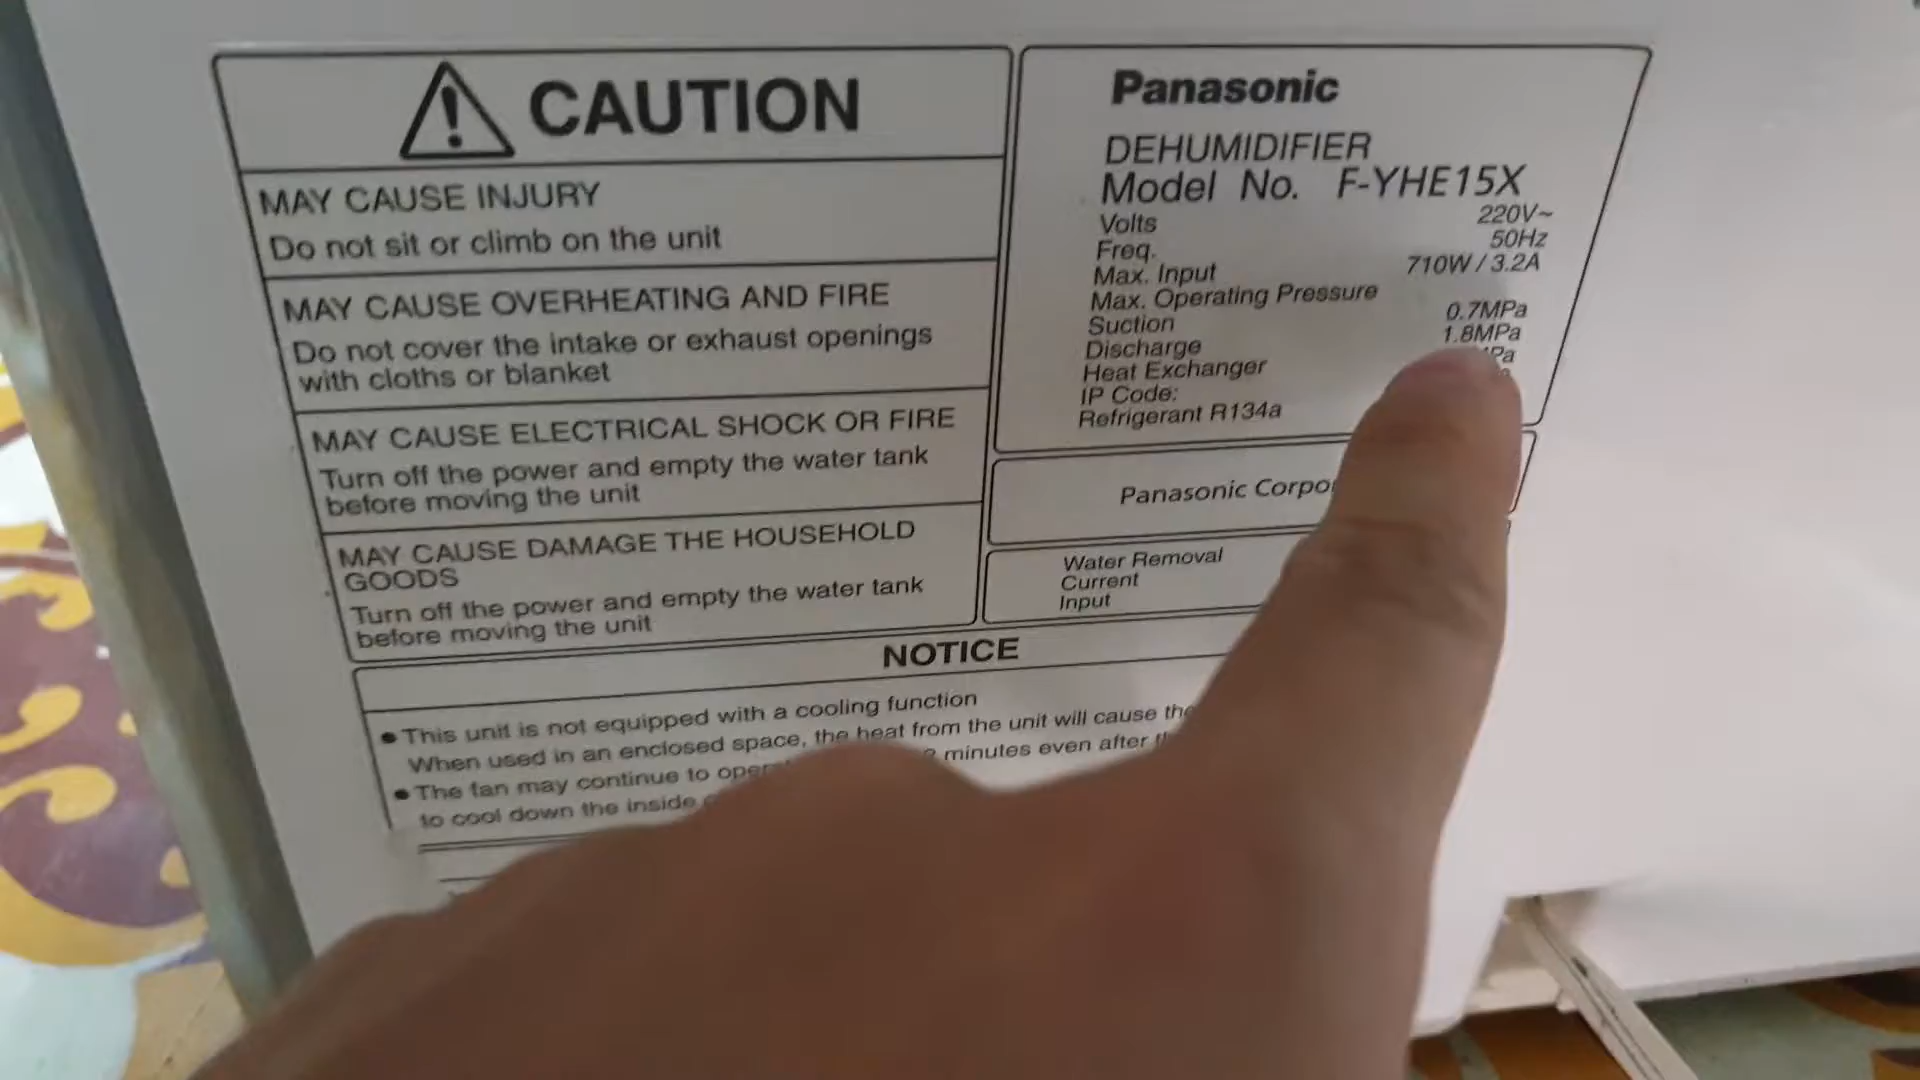 CAUTION
MAY CAUSE INJURY
Do not sit or climb on the unit
MAY CAUSE OVERHEATING AND FIRE
Do not cover the intake or exhaust openings
with cloths or blanket
MAY CAUSE ELECTRICAL SHOCK OR FIRE
Turn off the power and empty the water tank
before moving the unit
MAY CAUSE DAMAGE THE HOUSEHOLD
GOODS
Turn off the power and empty the water tank
before moving the unit
Panasonic
DEHUMIDIFIER
Model No. F-YHE15X
Volts 220V~
Freq. 50Hz
Max. Input 710W / 3.2A
Max. Operating Pressure
Suction 0.7MPa
Discharge 1.8MPa
Heat Exchanger
IP Code:
Refrigerant R134a
Panasonic
Water Removal
Current
Input
NOTICE
● This unit is not equipped with a cooling function
When used in an enclosed space, the heat from the unit will cause the
● The fan may continue to minutes even after
to cool down the inside